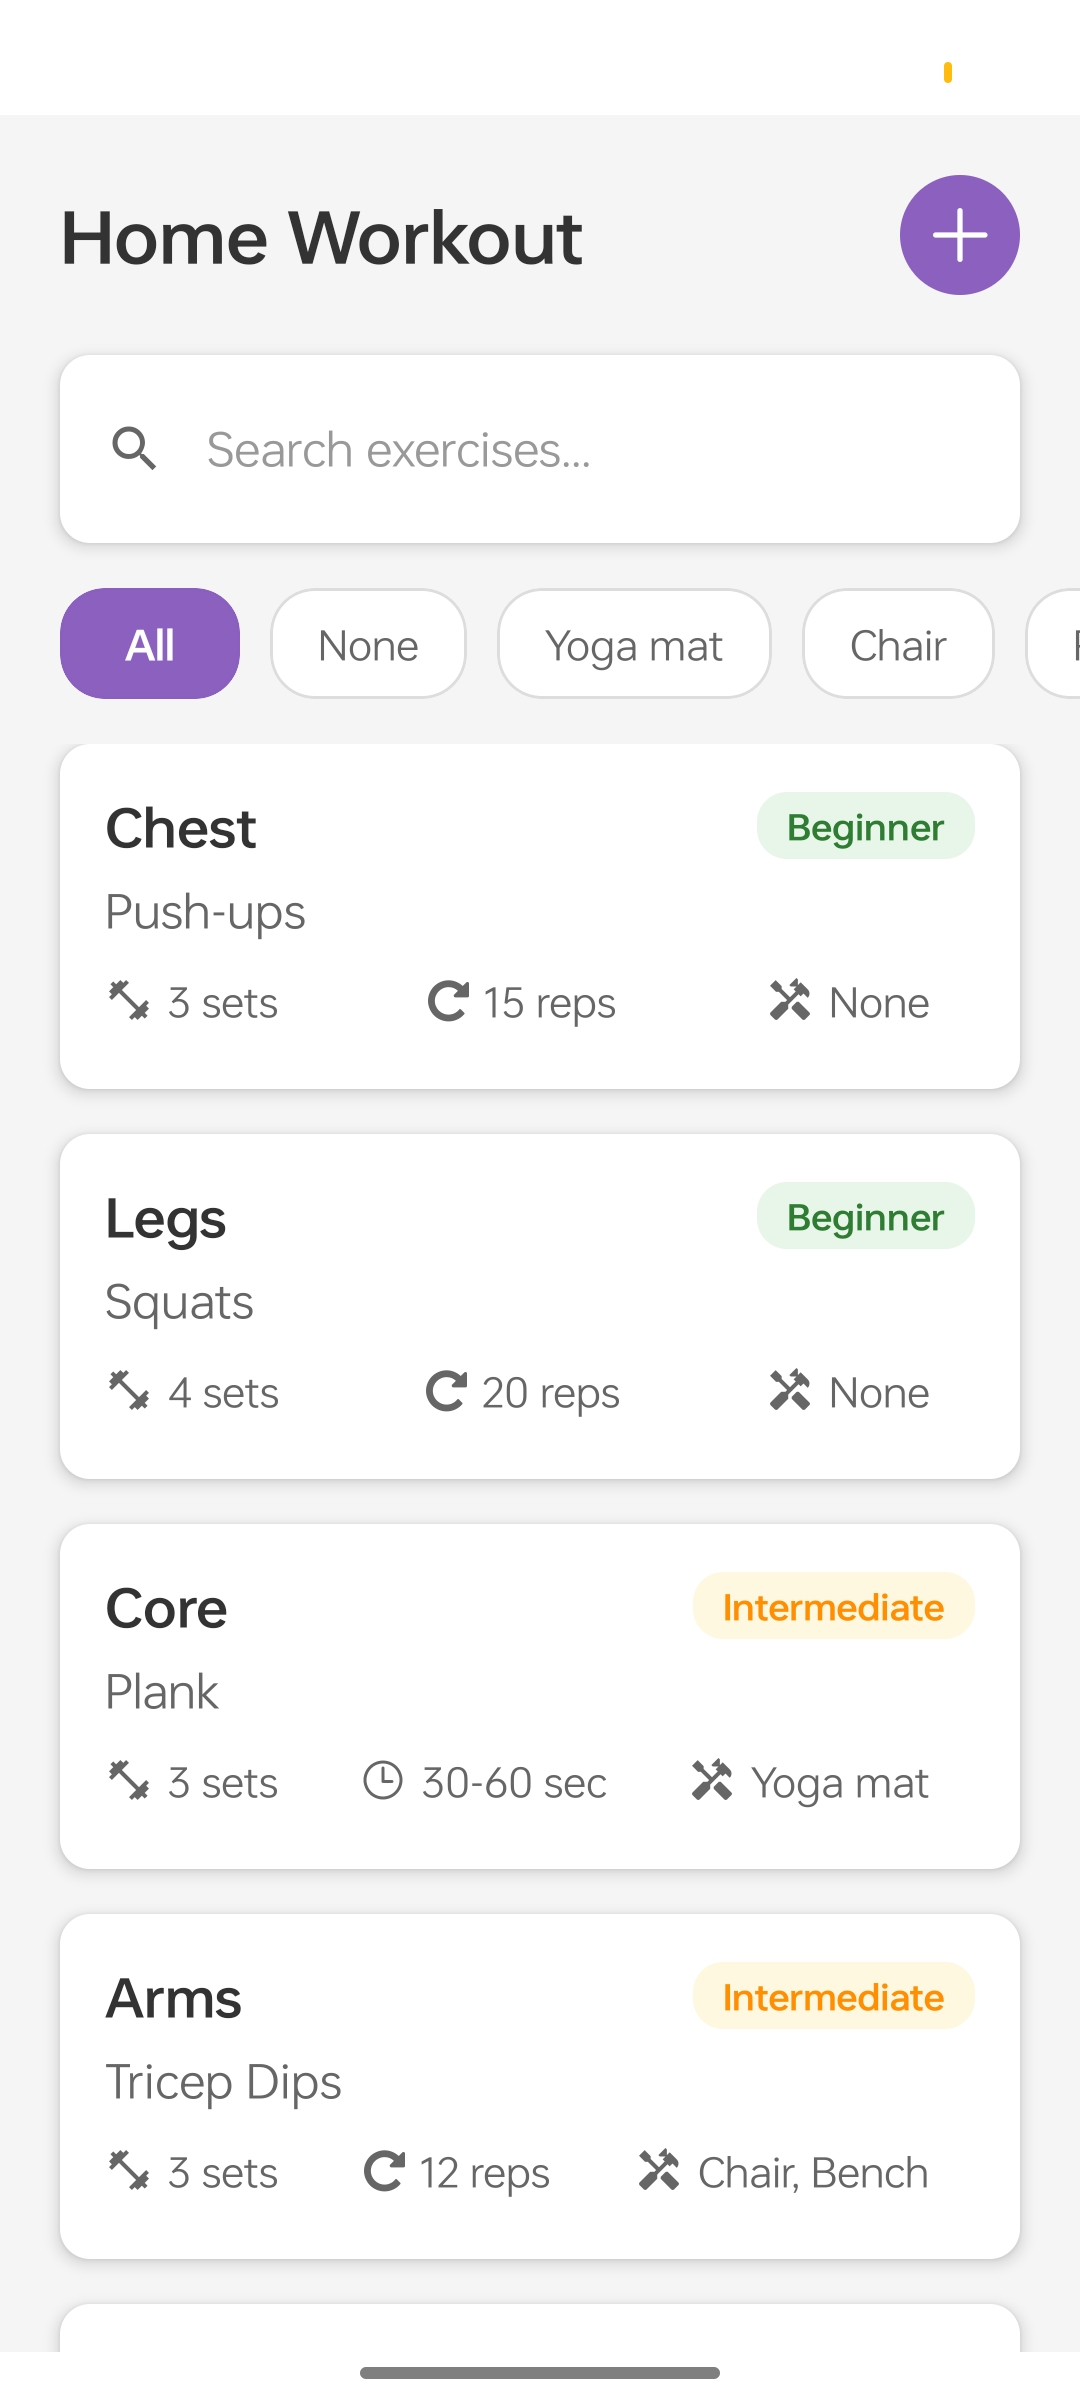 Home Workout
Search exercises...
All
None
Yoga mat
Chair
Chest
Beginner
Push-ups
3 sets
15 reps
None
Legs
Beginner
Squats
4 sets
20 reps
None
Core
Intermediate
Plank
3 sets
30-60 sec
Yoga mat
Arms
Intermediate
Tricep Dips
3 sets
12 reps
Chair, Bench